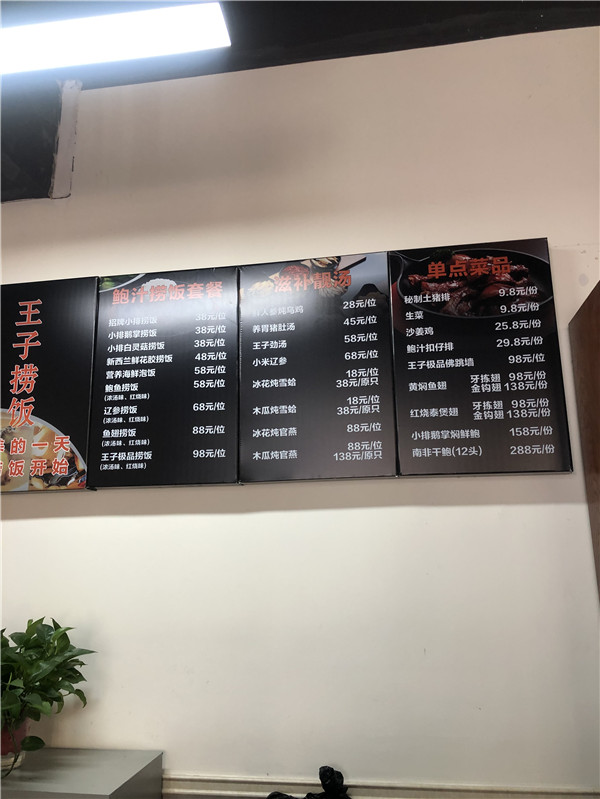 王子捞饭
的一天
饭开始
鲍汁捞饭套餐
招牌小排捞饭 38元/位
小排鹅掌捞饭 38元/位
小排白灵菇捞饭 38元/位
新西兰鲜花胶捞饭 48元/位
营养海鲜泡饭 58元/位
鲍鱼捞饭 58元/位
(浓汤味、红烧味)
辽参捞饭 68元/位
(浓汤味、红烧味)
鱼翅捞饭 88元/位
(浓汤味、红烧味)
王子极品捞饭 98元/位
(浓汤味、红烧味)
滋补靓汤
人参炖乌鸡 28元/位
养胃猪肚汤 45元/位
王子劲汤 58元/位
小米辽参 68元/位
18元/位
冰花炖雪蛤 38元/原只
18元/位
木瓜炖雪蛤 38元/原只
冰花炖官燕 88元/位
88元/位
木瓜炖官燕 138元/原只
单点菜品
秘制土猪排 9.8元/份
生菜 9.8元/份
沙姜鸡 25.8元/份
鲍汁扣仔排 29.8元/份
王子极品佛跳墙 98元/位
牙拣翅 98元/份
黄焖鱼翅 金钩翅 138元/份
牙拣翅 98元/份
红烧泰煲翅 金钩翅 138元/份
小排鹅掌焖鲜鲍 158元/份
南非干鲍(12头) 288元/份